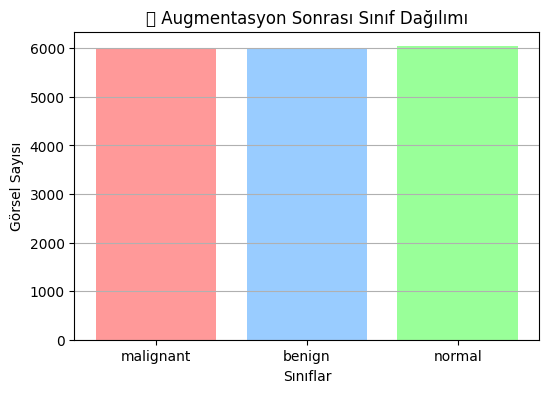 Augmentasyon Sonrası Sınıf Dağılımı
Görsel Sayısı
6000
5000
4000
3000
2000
1000
0
malignant benign normal
Sınıflar